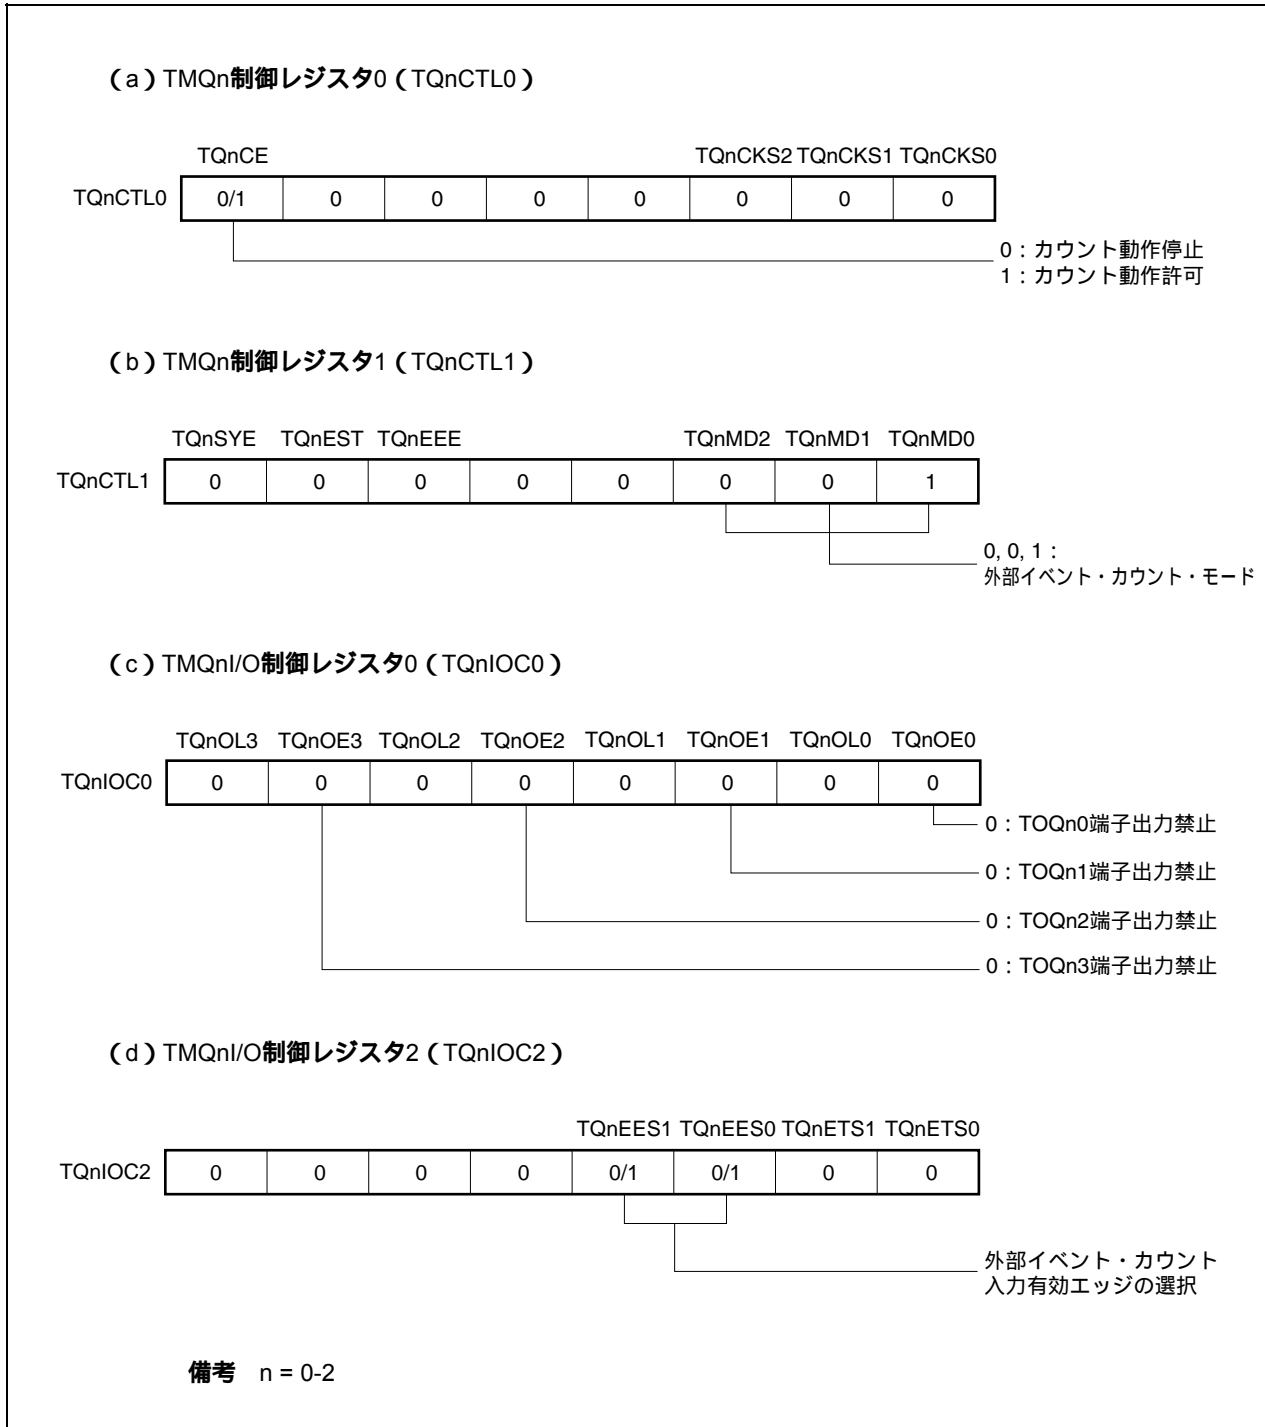 (a)TMQn制御レジスタ0(TQnCTL0)
TQnCE TQnCKS2 TQnCKS1 TQnCKS0
TQnCTL0 0/1 0 0 0 0 0 0 0
0:カウント動作停止
1:カウント動作許可
(b)TMQn制御レジスタ1(TQnCTL1)
TQnSYE TQnEST TQnEEE TQnMD2 TQnMD1 TQnMD0
TQnCTL1 0 0 0 0 0 0 0 1
0, 0, 1:
外部イベント・カウント・モード
(c)TMQnI/O制御レジスタ0(TQnIOC0)
TQnOL3 TQnOE3 TQnOL2 TQnOE2 TQnOL1 TQnOE1 TQnOL0 TQnOE0
TQnIOC0 0 0 0 0 0 0 0 0
0:TOQn0端子出力禁止
0:TOQn1端子出力禁止
0:TOQn2端子出力禁止
0:TOQn3端子出力禁止
(d)TMQnI/O制御レジスタ2(TQnIOC2)
TQnEES1 TQnEES0 TQnETS1 TQnETS0
TQnIOC2 0 0 0 0 0/1 0/1 0 0
外部イベント・カウント
入力有効エッジの選択
備考 n = 0-2